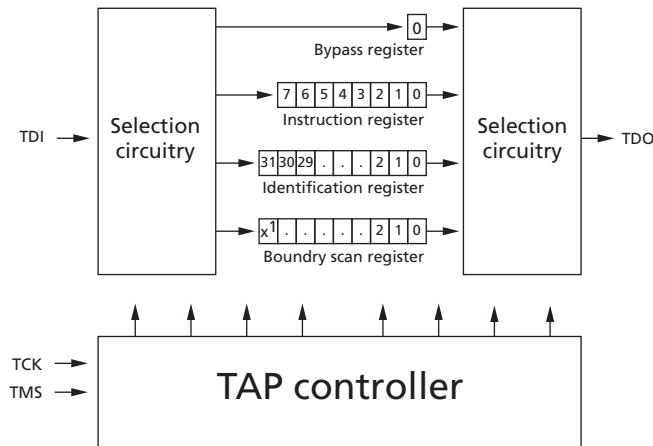 0
Bypass register
7 6 5 4 3 2 1 0
Instruction register
TDI
Selection
circuitry
Selection
circuitry
TDO
31 30 29 . . . 2 1 0
Identification register
x1 . . . . . 2 1 0
Boundry scan register
TCK
TMS
TAP controller